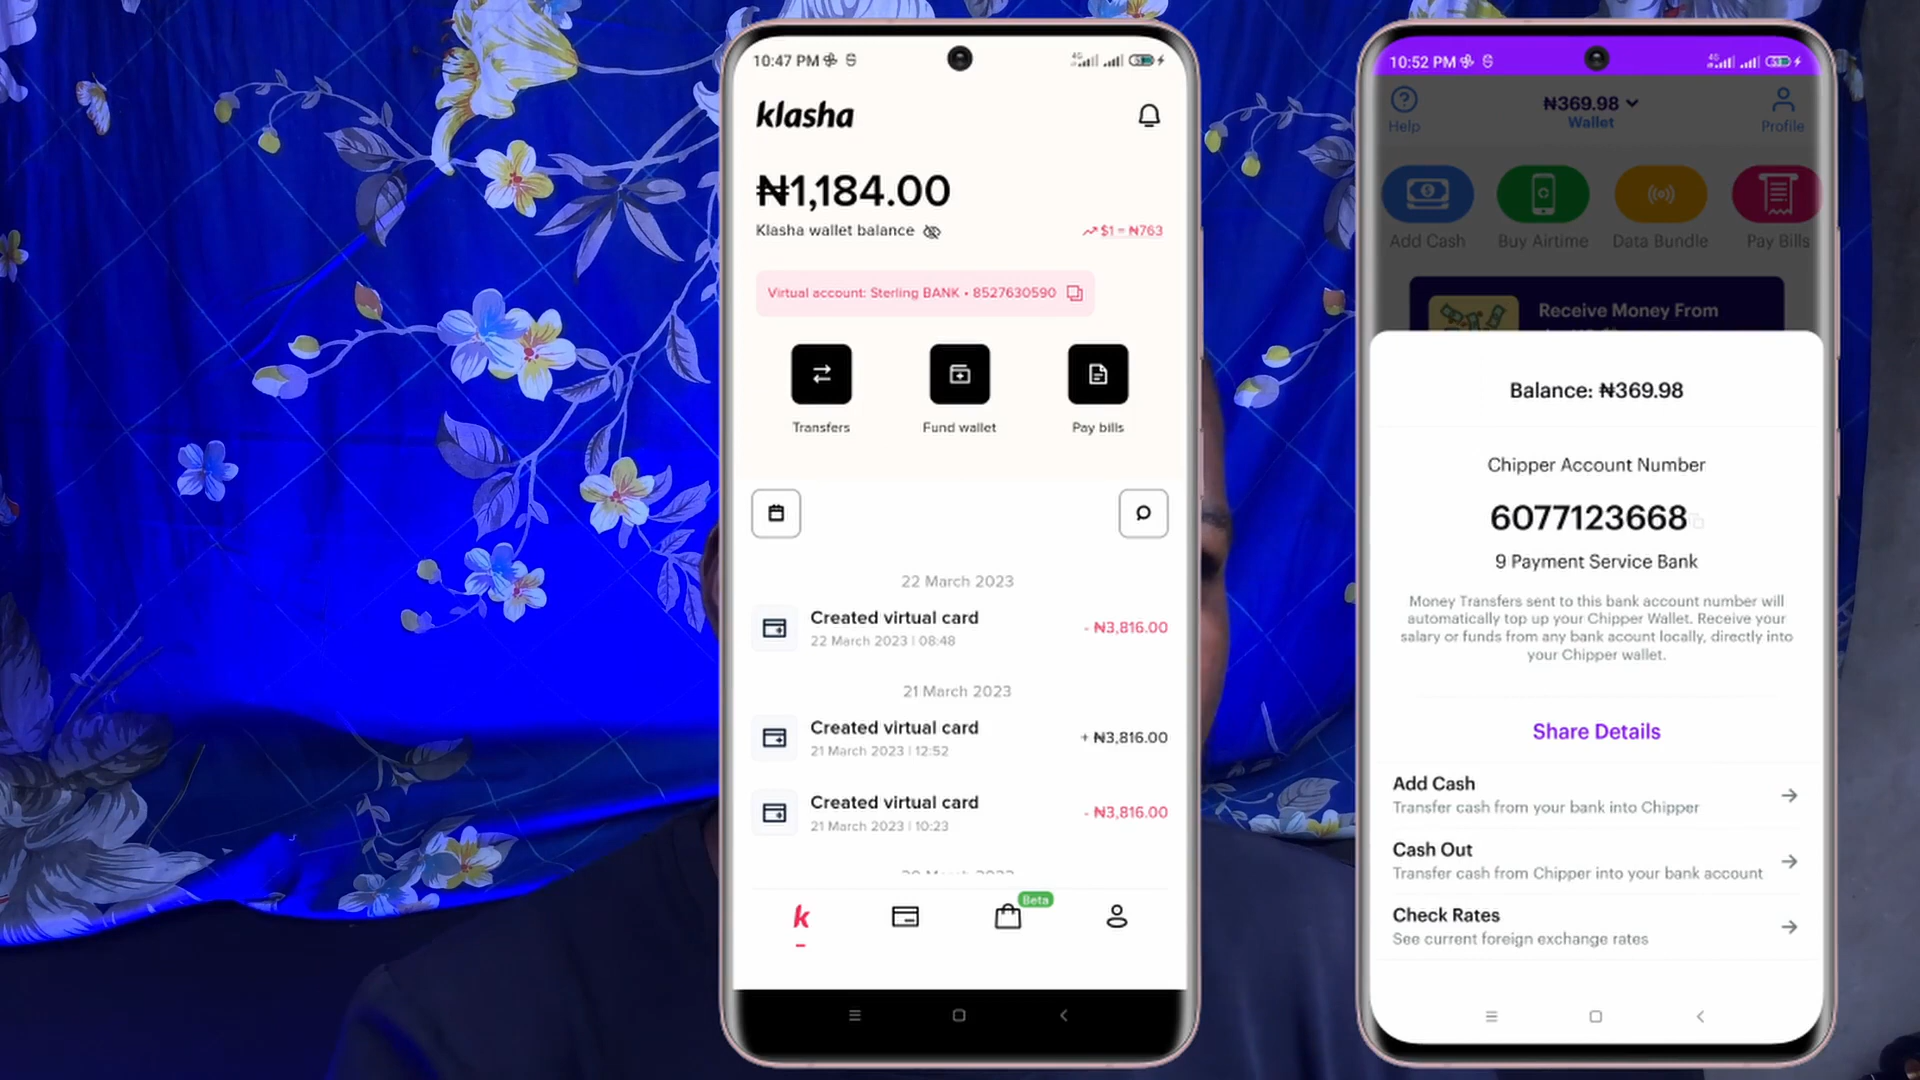 10:47 PM
klasha
₦1,184.00
Klasha wallet balance
$1 = ₦763
Virtual account: Sterling BANK • 8527630590
Transfers
Fund wallet
Pay bills
22 March 2023
Created virtual card
- ₦3,816.00
22 March 2023 | 08:48
21 March 2023
Created virtual card
+ ₦3,816.00
21 March 2023 | 12:52
Created virtual card
- ₦3,816.00
21 March 2023 | 10:23
Beta
k
10:52 PM
₦369.98
Wallet
Help
Profile
Add Cash
Buy Airtime
Data Bundle
Pay Bills
Receive Money From
Balance: ₦369.98
Chipper Account Number
6077123668
9 Payment Service Bank
Money Transfers sent to this bank account number will
automatically top up your Chipper Wallet. Receive your
salary or funds from any bank acount locally, directly into
your Chipper wallet.
Share Details
Add Cash
Transfer cash from your bank into Chipper
Cash Out
Transfer cash from Chipper into your bank account
Check Rates
See current foreign exchange rates